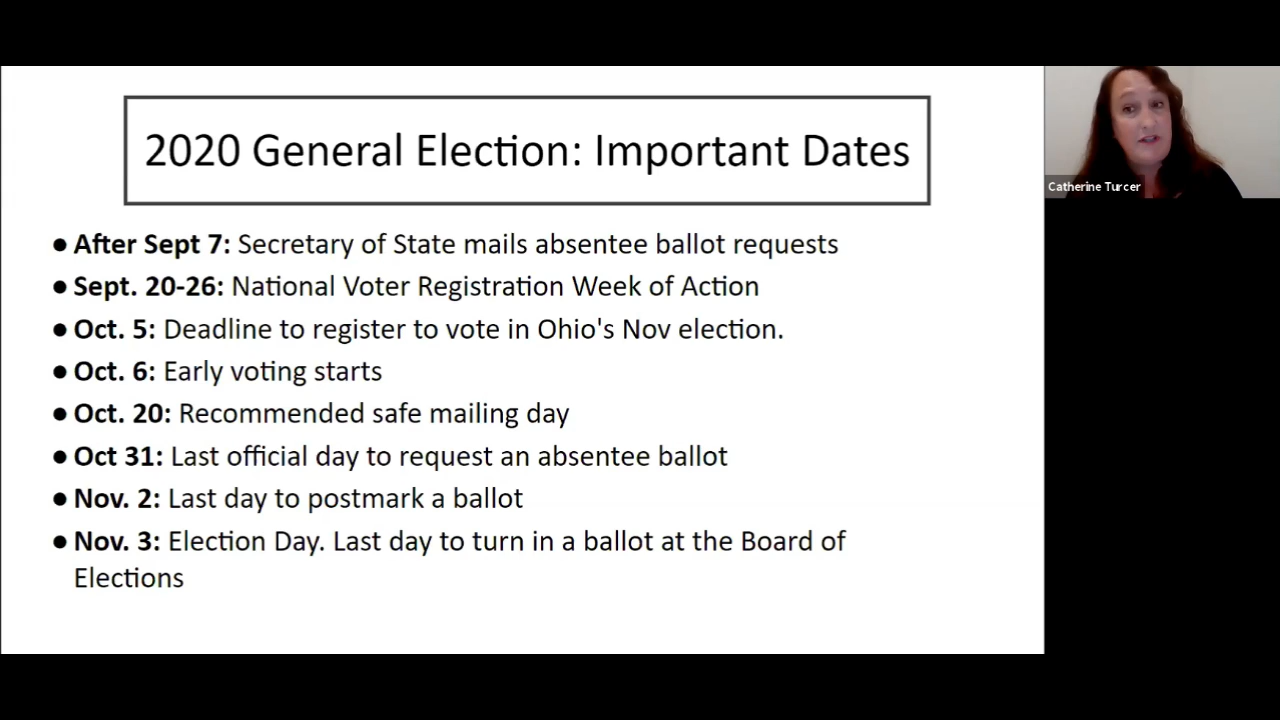 2020 General Election: Important Dates
Catherine Turcer
● After Sept 7: Secretary of State mails absentee ballot requests
● Sept. 20-26: National Voter Registration Week of Action
● Oct. 5: Deadline to register to vote in Ohio's Nov election.
● Oct. 6: Early voting starts
● Oct. 20: Recommended safe mailing day
● Oct 31: Last official day to request an absentee ballot
● Nov. 2: Last day to postmark a ballot
● Nov. 3: Election Day. Last day to turn in a ballot at the Board of
Elections